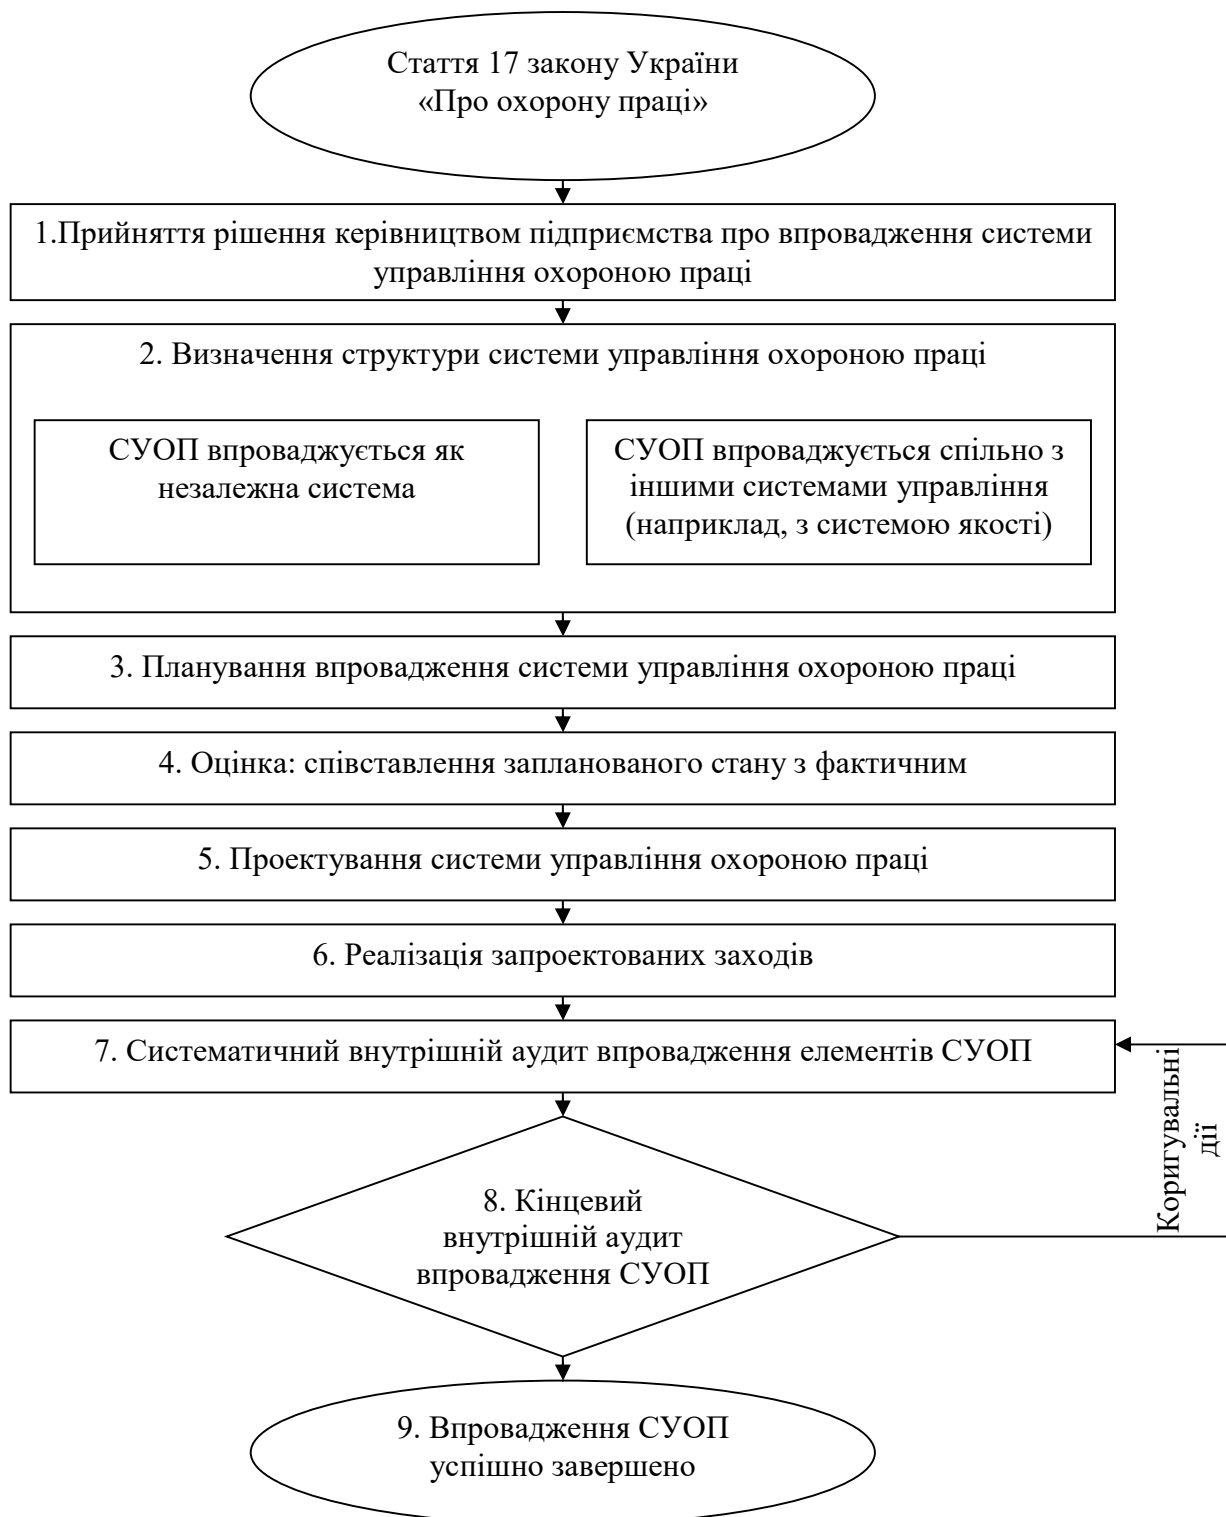 Стаття 17 закону України
«Про охорону праці»
1.Прийняття рішення керівництвом підприємства про впровадження системи
управління охороною праці
2. Визначення структури системи управління охороною праці
СУОП впроваджується як
незалежна система
СУОП впроваджується спільно з
іншими системами управління
(наприклад, з системою якості)
3. Планування впровадження системи управління охороною праці
4. Оцінка: співставлення запланованого стану з фактичним
5. Проектування системи управління охороною праці
6. Реалізація запроектованих заходів
7. Систематичний внутрішній аудит впровадження елементів СУОП
Коригувальні
дії
8. Кінцевий
внутрішній аудит
впровадження СУОП
9. Впровадження СУОП
успішно завершено